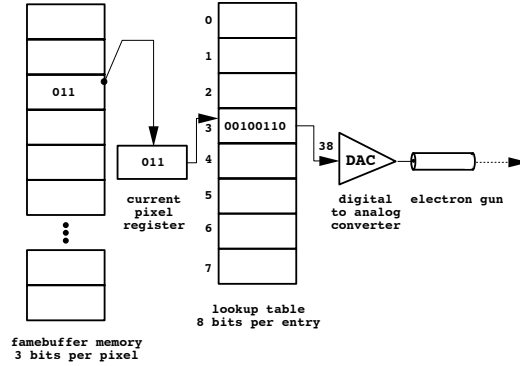 0
1
2
011
00100110
3
38
DAC
011
4
current
pixel
register
5
digital
to analog
converter
electron gun
6
7
lookup table
8 bits per entry
famebuffer memory
3 bits per pixel